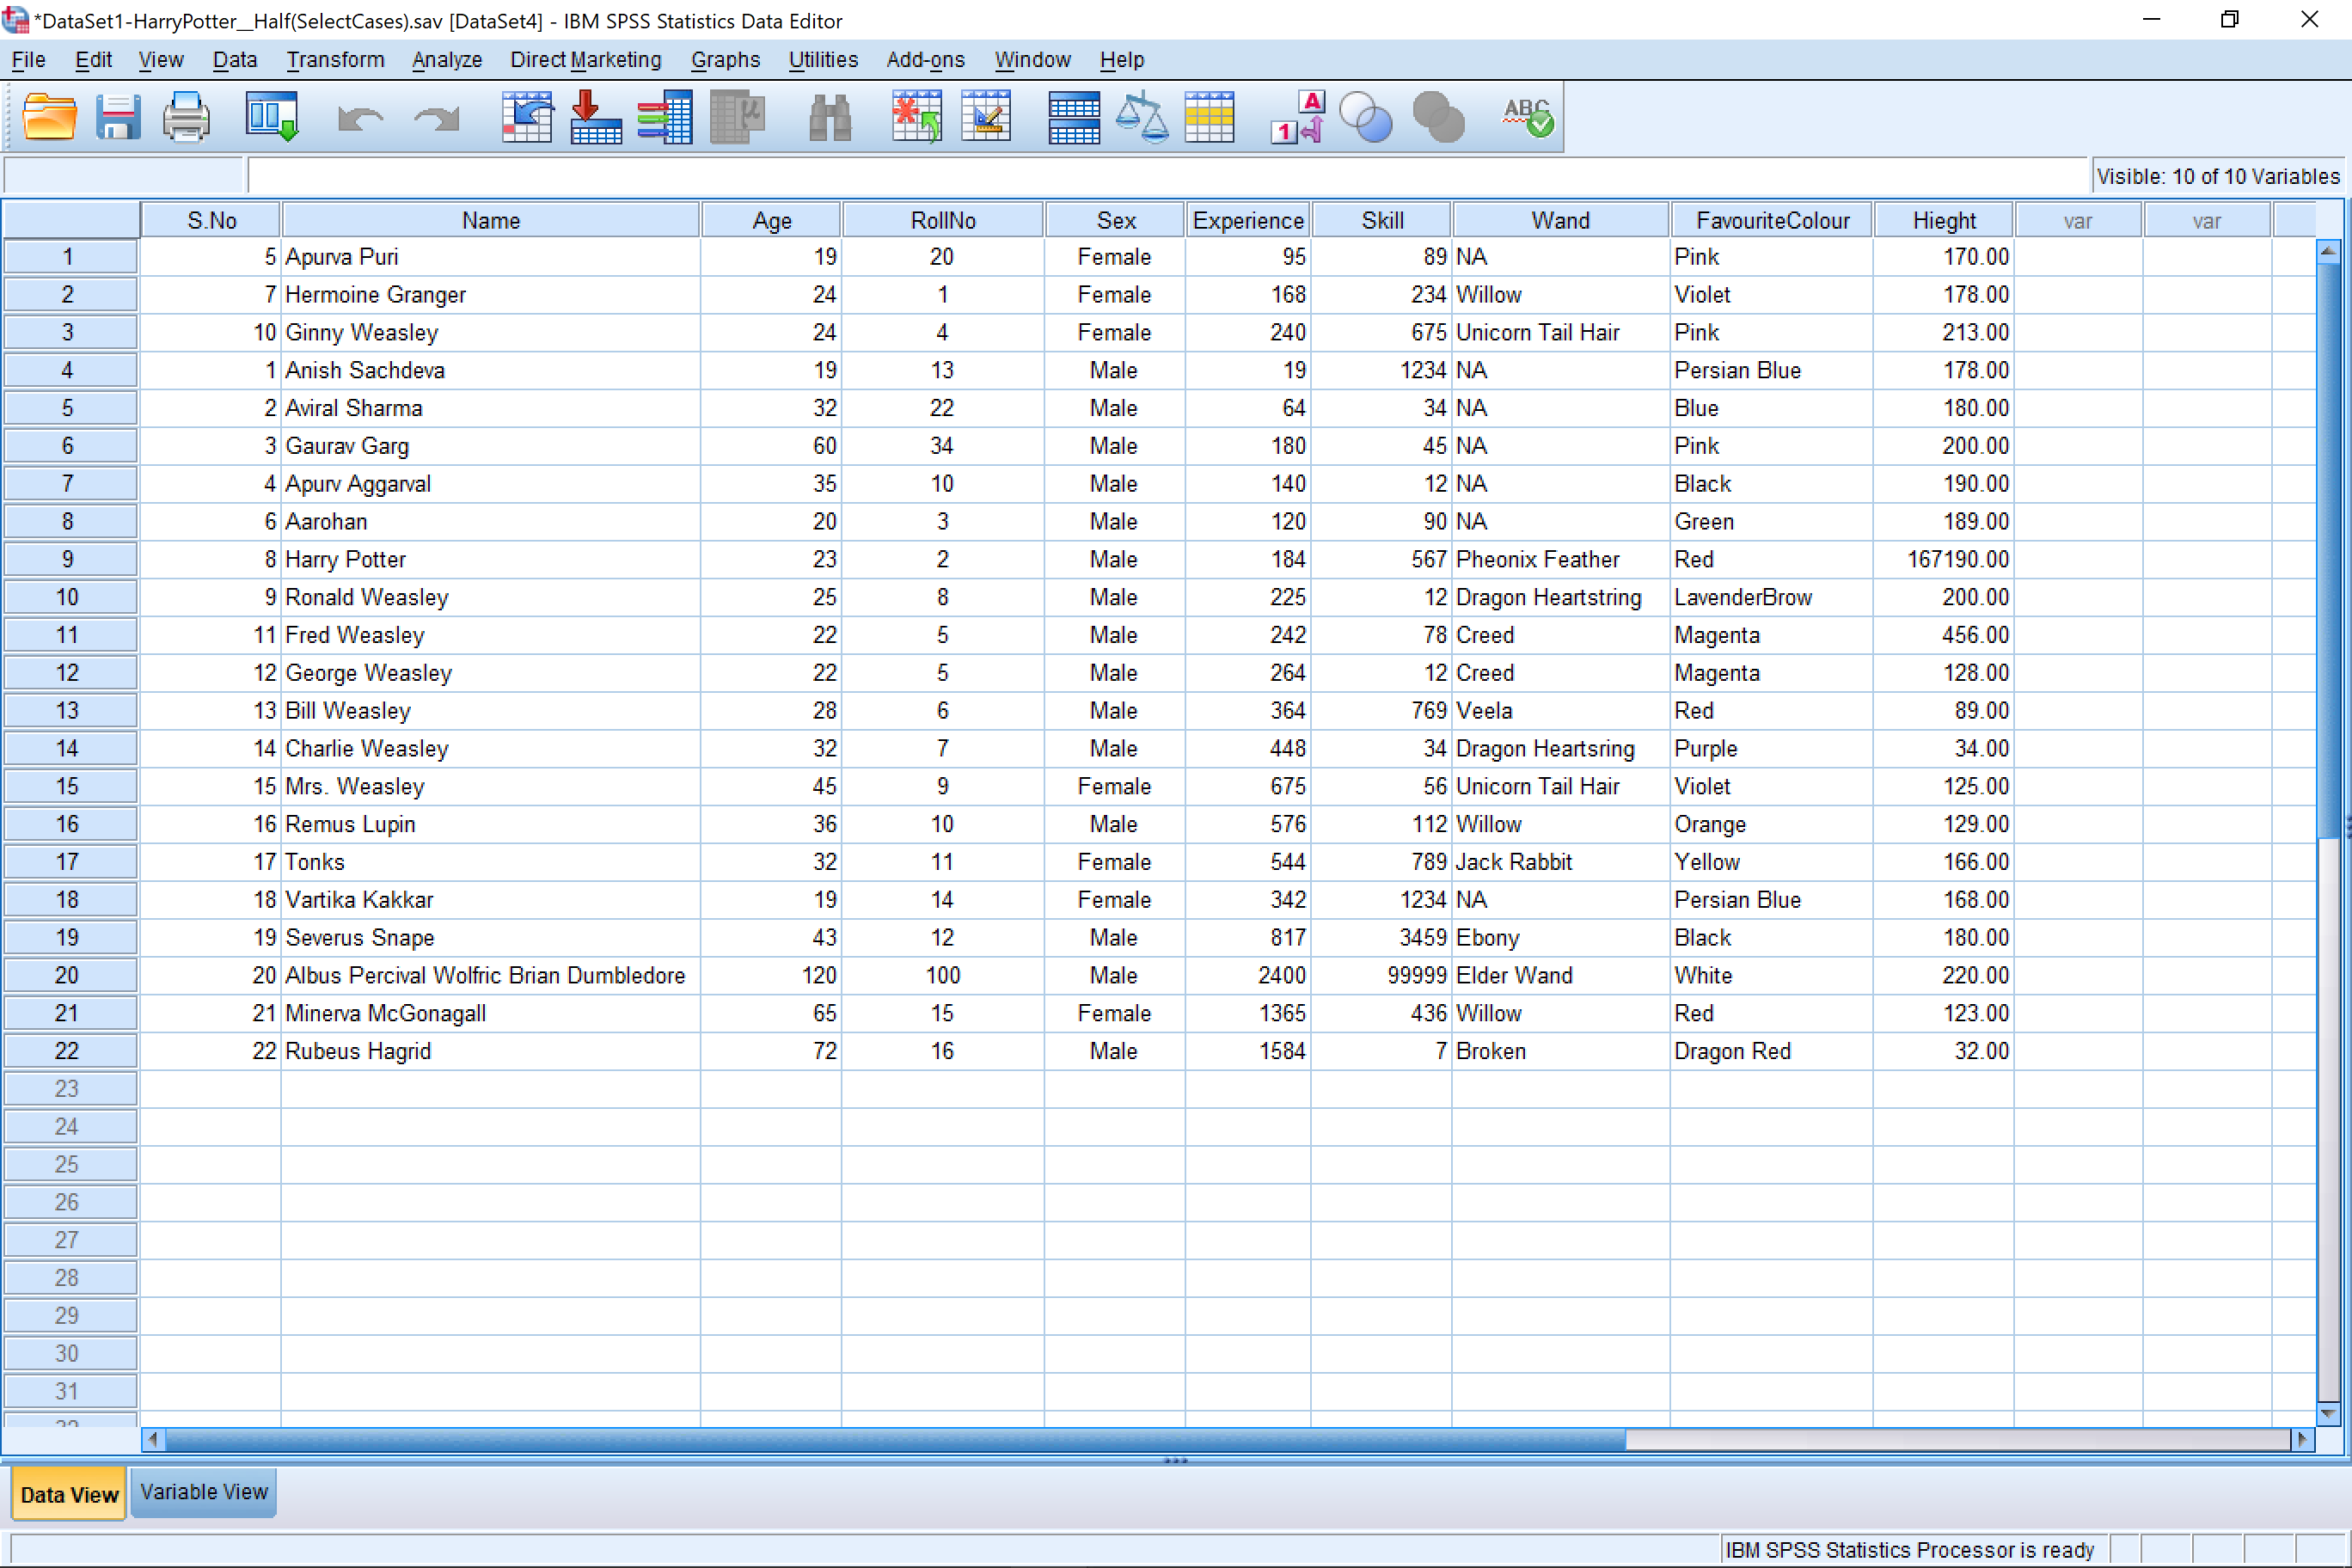 *DataSet1-HarryPotter__Half(SelectCases).sav [DataSet4] - IBM SPSS Statistics Data Editor
File Edit View Data Transform Analyze Direct Marketing Graphs Utilities Add-ons Window Help
A
1
μ
ABC
Visible: 10 of 10 Variables
S.No Name Age RollNo Sex Experience Skill Wand FavouriteColour Hieght var var
1 5 Apurva Puri 19 20 Female 95 89 NA Pink 170.00
2 7 Hermoine Granger 24 1 Female 168 234 Willow Violet 178.00
3 10 Ginny Weasley 24 4 Female 240 675 Unicorn Tail Hair Pink 213.00
4 1 Anish Sachdeva 19 13 Male 19 1234 NA Persian Blue 178.00
5 2 Aviral Sharma 32 22 Male 64 34 NA Blue 180.00
6 3 Gaurav Garg 60 34 Male 180 45 NA Pink 200.00
7 4 Apurv Aggarval 35 10 Male 140 12 NA Black 190.00
8 6 Aarohan 20 3 Male 120 90 NA Green 189.00
9 8 Harry Potter 23 2 Male 184 567 Pheonix Feather Red 167190.00
10 9 Ronald Weasley 25 8 Male 225 12 Dragon Heartstring LavenderBrow 200.00
11 11 Fred Weasley 22 5 Male 242 78 Creed Magenta 456.00
12 12 George Weasley 22 5 Male 264 12 Creed Magenta 128.00
13 13 Bill Weasley 28 6 Male 364 769 Veela Red 89.00
14 14 Charlie Weasley 32 7 Male 448 34 Dragon Heartsring Purple 34.00
15 15 Mrs. Weasley 45 9 Female 675 56 Unicorn Tail Hair Violet 125.00
16 16 Remus Lupin 36 10 Male 576 112 Willow Orange 129.00
17 17 Tonks 32 11 Female 544 789 Jack Rabbit Yellow 166.00
18 18 Vartika Kakkar 19 14 Female 342 1234 NA Persian Blue 168.00
19 19 Severus Snape 43 12 Male 817 3459 Ebony Black 180.00
20 20 Albus Percival Wolfric Brian Dumbledore 120 100 Male 2400 99999 Elder Wand White 220.00
21 21 Minerva McGonagall 65 15 Female 1365 436 Willow Red 123.00
22 22 Rubeus Hagrid 72 16 Male 1584 7 Broken Dragon Red 32.00
23
24
25
26
27
28
29
30
31
Data View Variable View
IBM SPSS Statistics Processor is ready